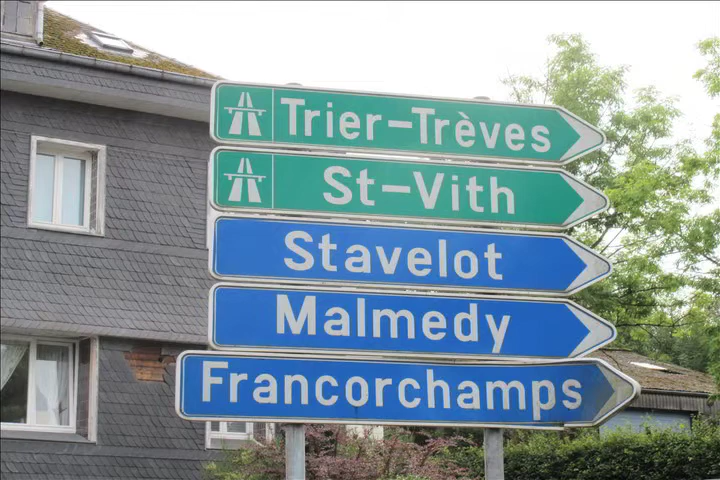 Trier-Trèves
St-Vith
Stavelot
Malmedy
Francorchamps